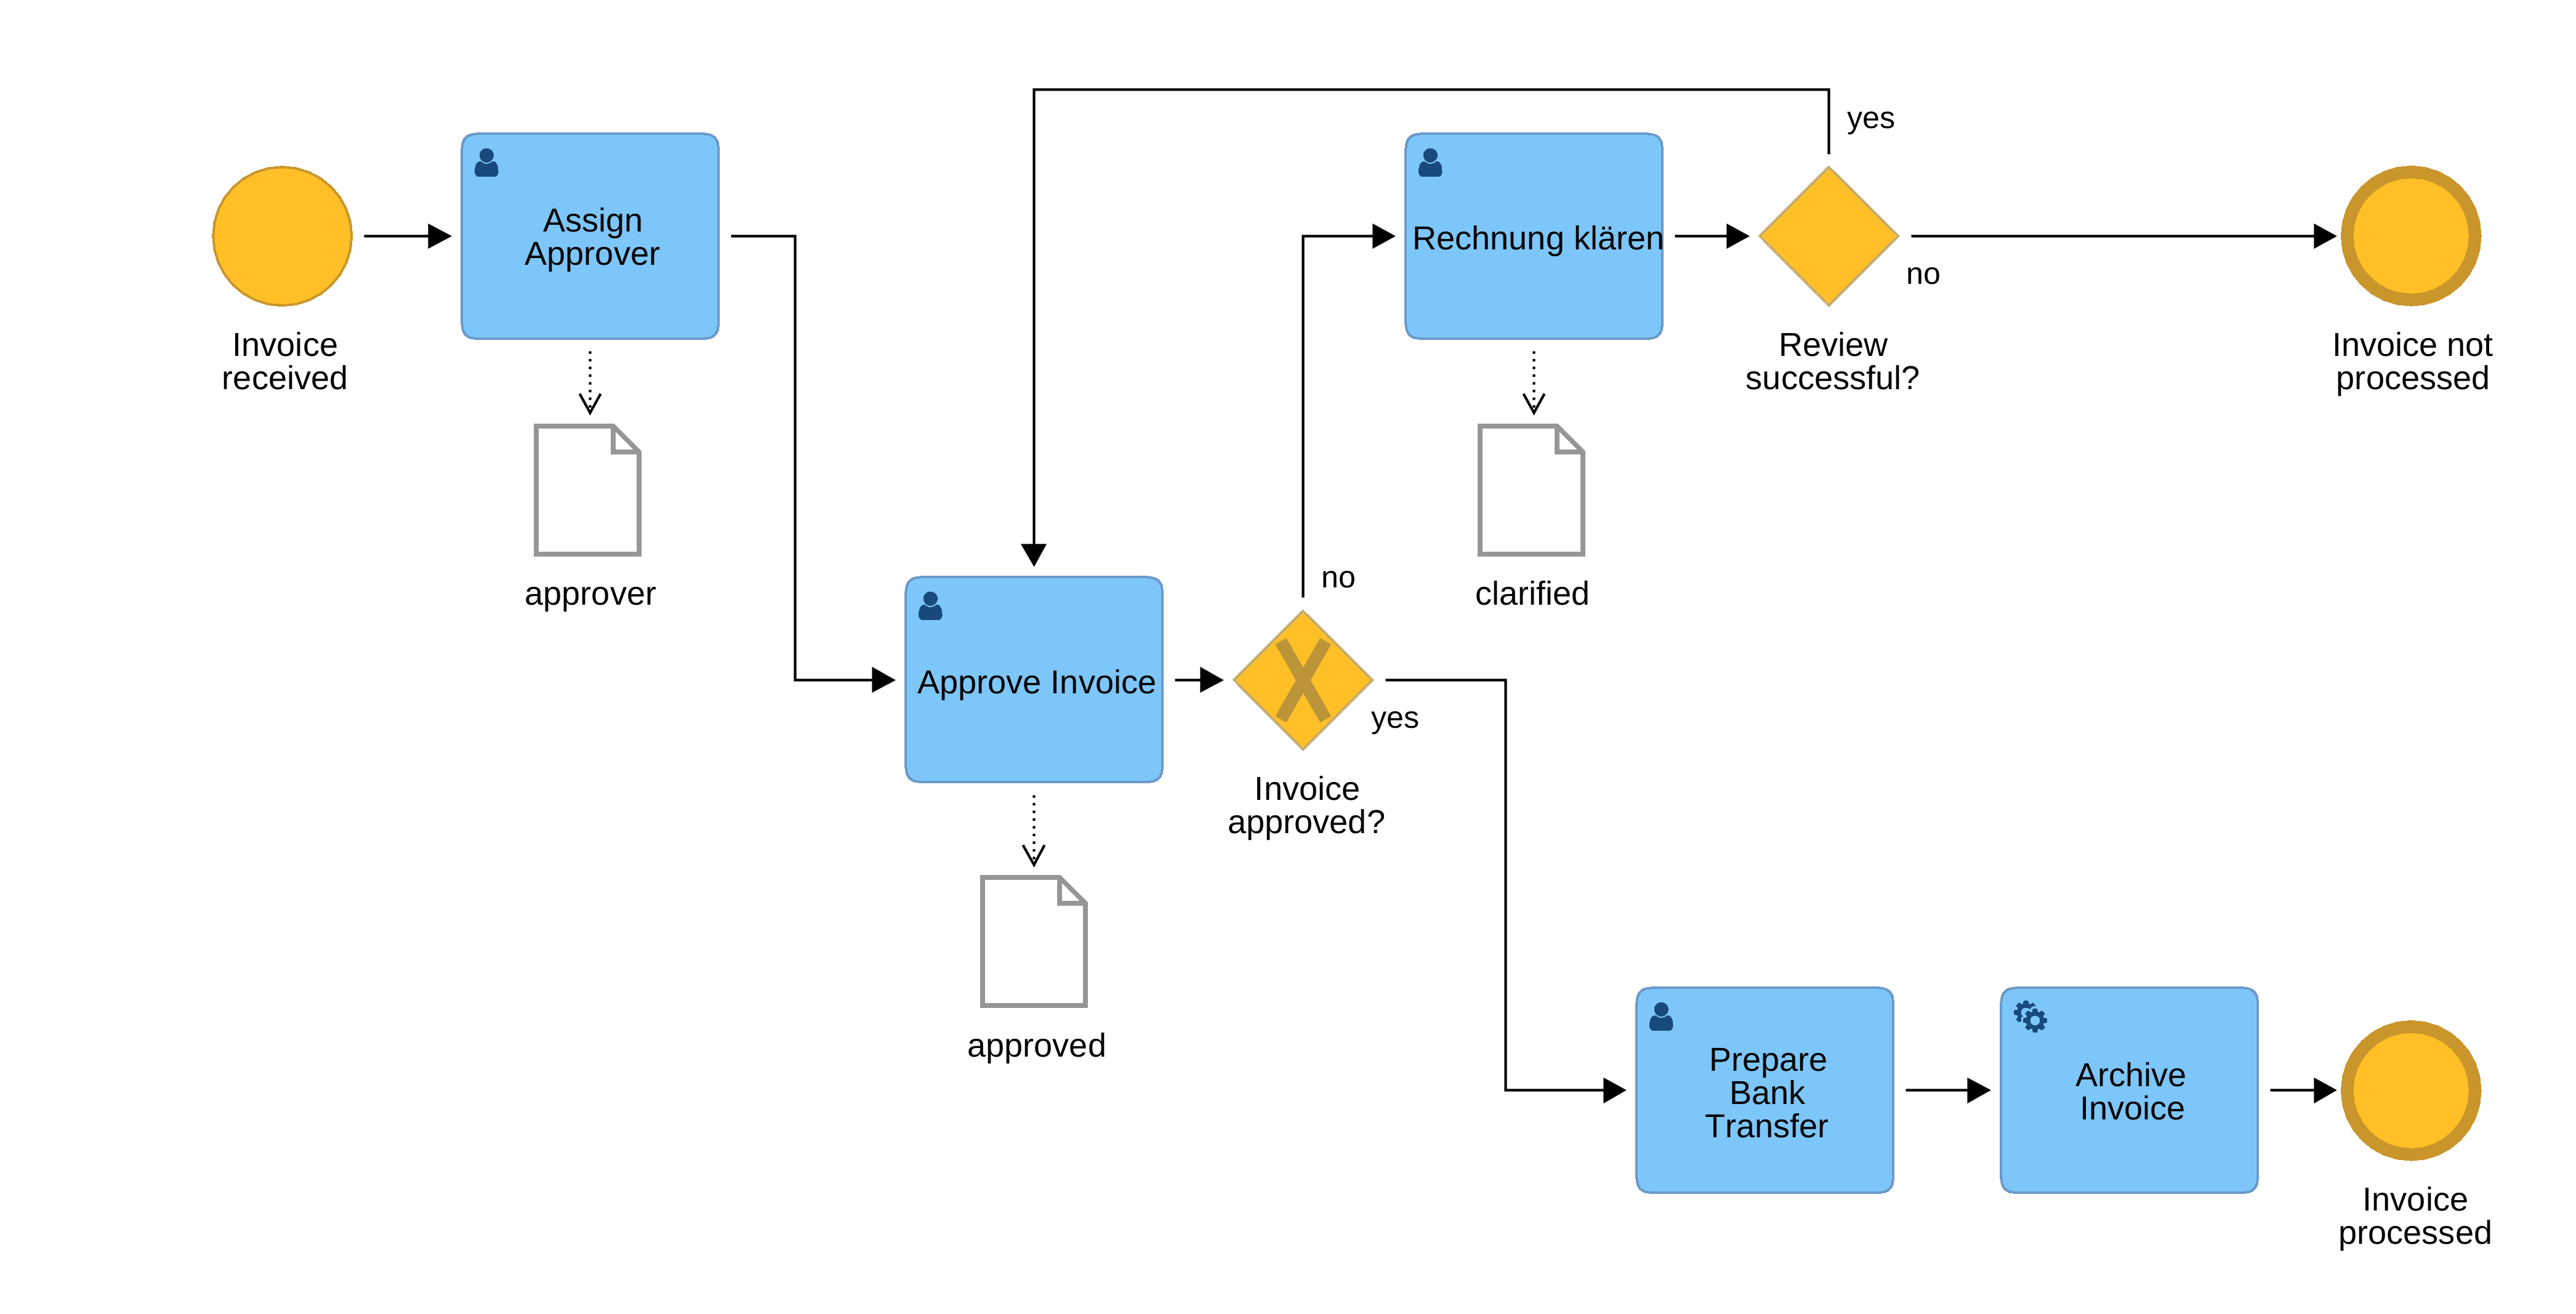 yes
Assign
Approver
Rechnung klären
no
Invoice
received
Review
successful?
Invoice not
processed
approver
no
clarified
Approve Invoice
yes
Invoice
approved?
approved
Prepare
Bank
Transfer
Archive
Invoice
Invoice
processed